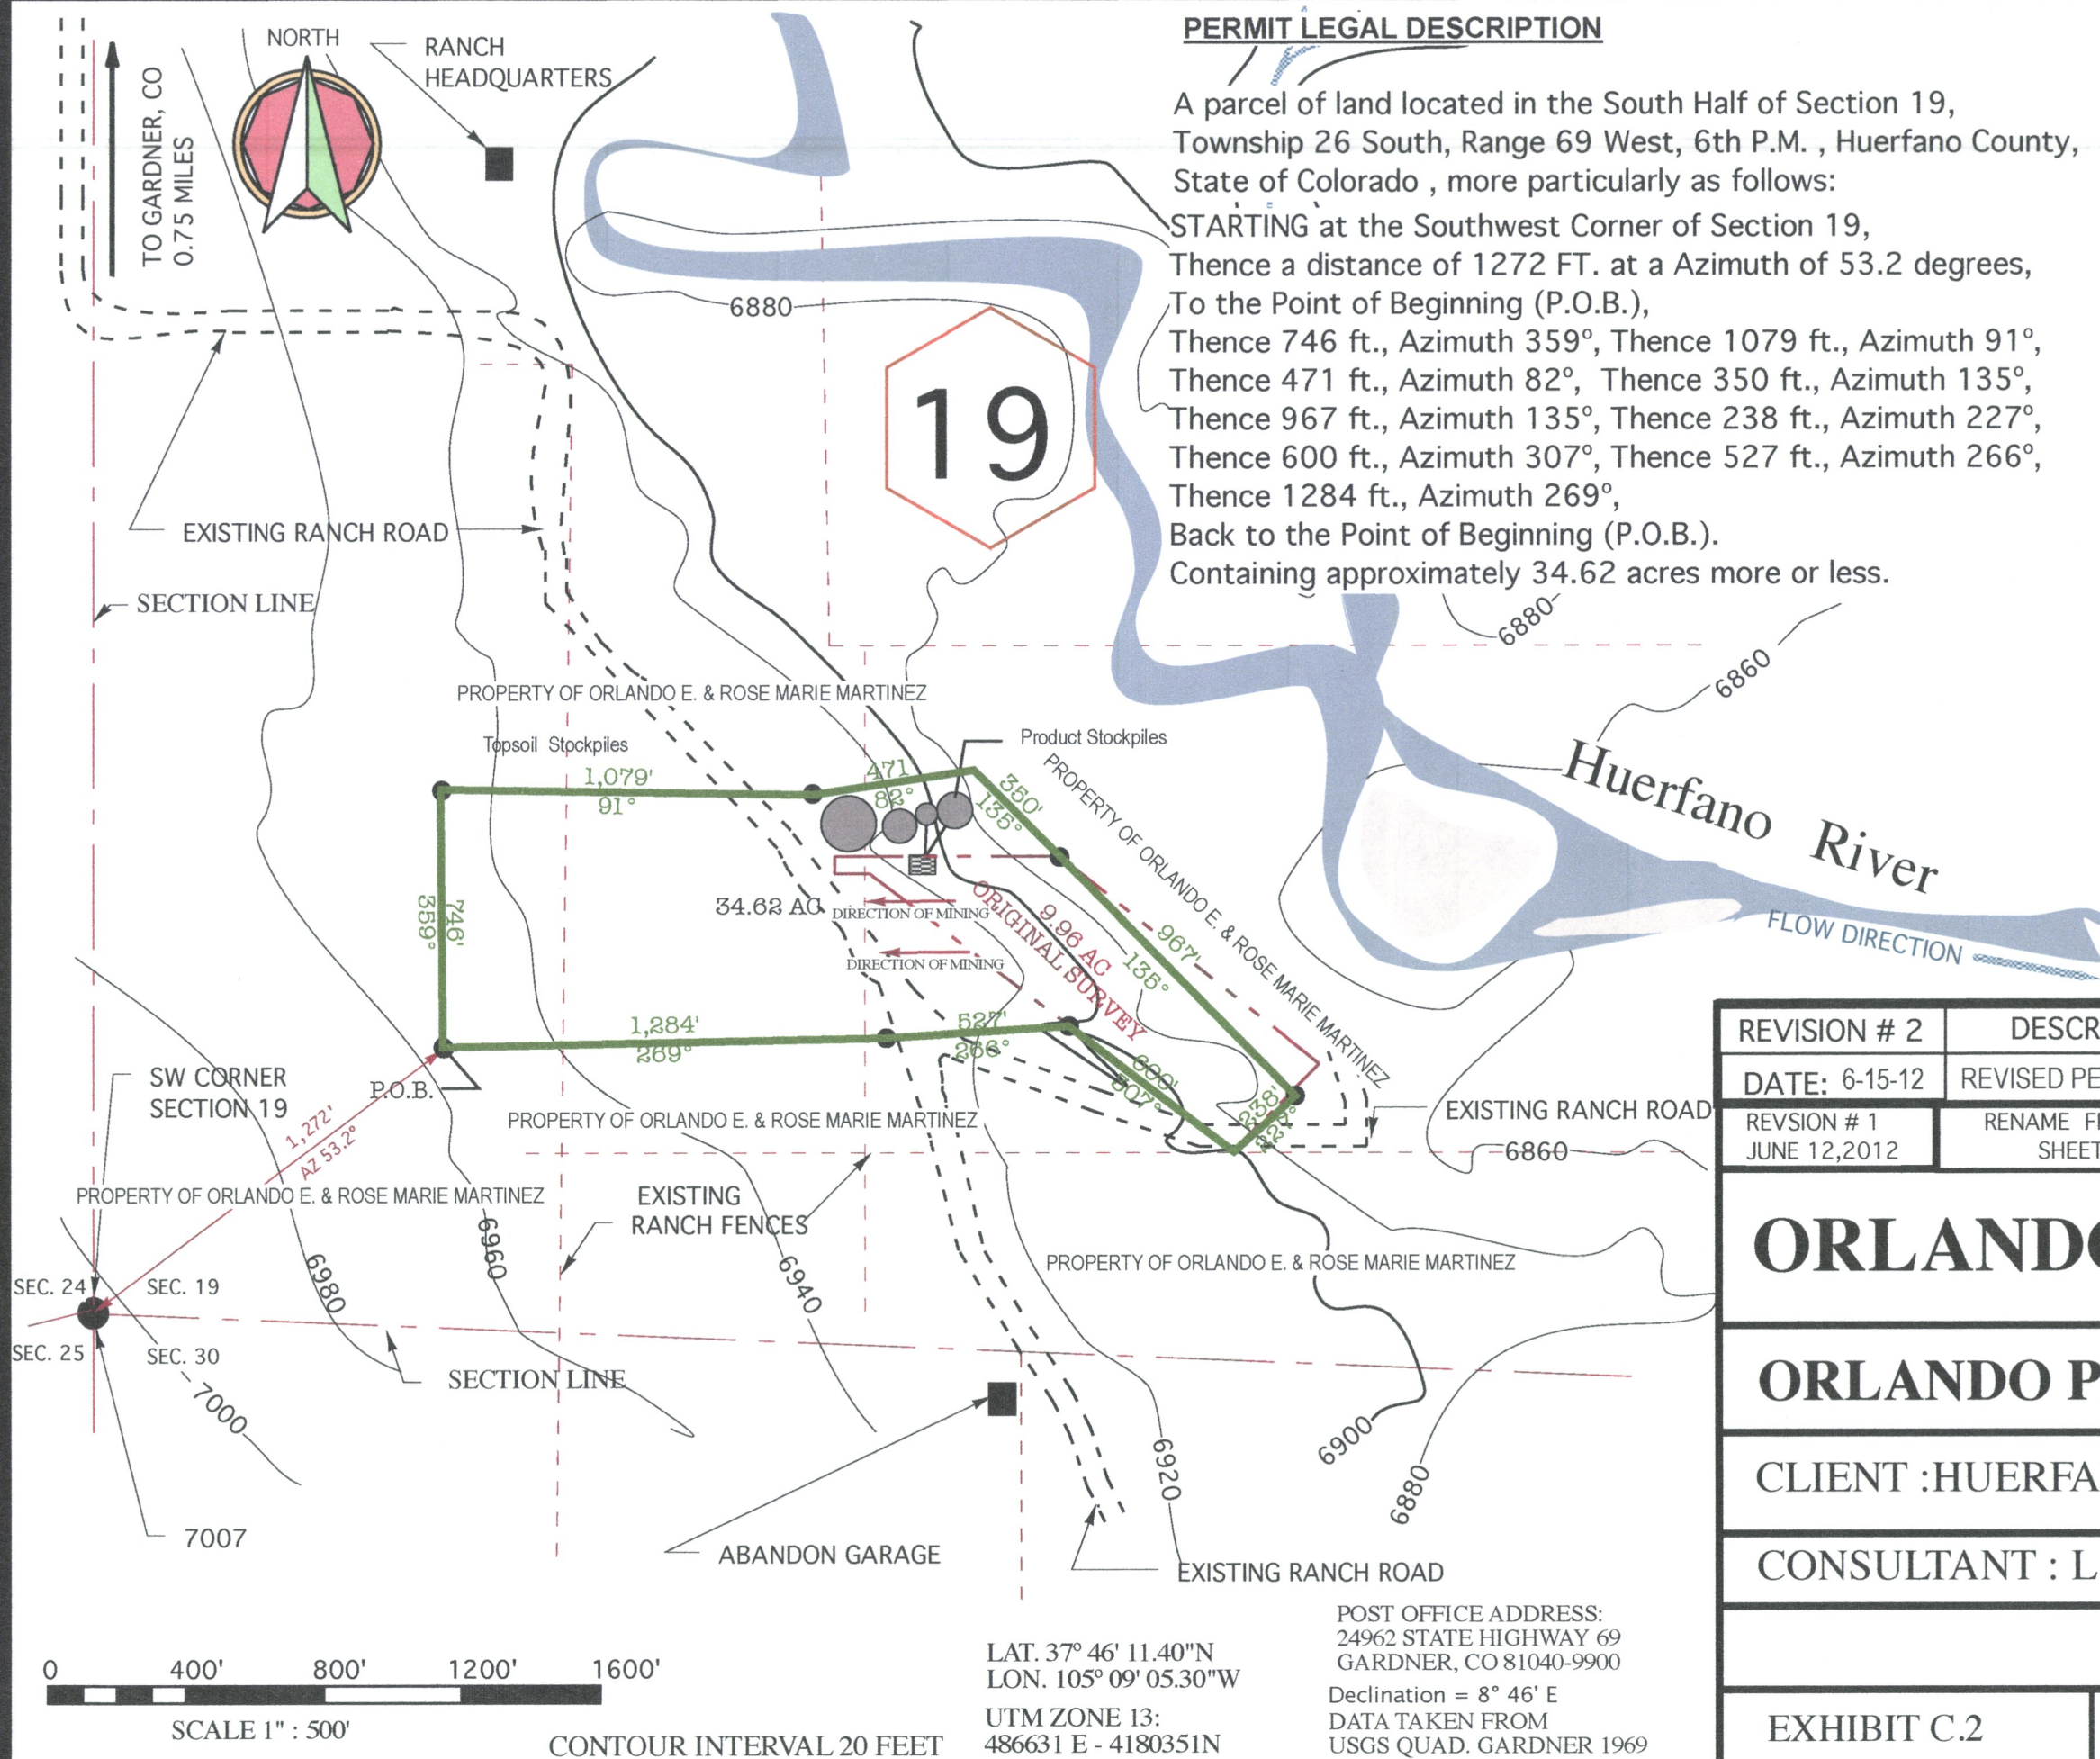 NORTH
RANCH
HEADQUARTERS
TO GARDNER, CO
0.75 MILES
PERMIT LEGAL DESCRIPTION
A parcel of land located in the South Half of Section 19,
Township 26 South, Range 69 West, 6th P.M. , Huerfano County,
State of Colorado , more particularly as follows:
STARTING at the Southwest Corner of Section 19,
Thence a distance of 1272 FT. at a Azimuth of 53.2 degrees,
To the Point of Beginning (P.O.B.),
Thence 746 ft., Azimuth 359º, Thence 1079 ft., Azimuth 91º,
Thence 471 ft., Azimuth 82º, Thence 350 ft., Azimuth 135º,
Thence 967 ft., Azimuth 135º, Thence 238 ft., Azimuth 227º,
Thence 600 ft., Azimuth 307º, Thence 527 ft., Azimuth 266º,
Thence 1284 ft., Azimuth 269º,
Back to the Point of Beginning (P.O.B.).
Containing approximately 34.62 acres more or less.
6880
19
EXISTING RANCH ROAD
SECTION LINE
6880
6860
PROPERTY OF ORLANDO E. & ROSE MARIE MARTINEZ
Topsoil Stockpiles
Product Stockpiles
1,079'
91°
471'
82°
350'
135°
PROPERTY OF ORLANDO E. & ROSE MARIE MARTINEZ
Huerfano River
FLOW DIRECTION
746'
359°
34.62 AC
DIRECTION OF MINING
DIRECTION OF MINING
9.96 AC
ORIGINAL SURVEY
967'
135°
1,284'
269°
527'
266°
600'
307°
238'
227°
P.O.B.
SW CORNER
SECTION 19
1,272'
AZ 53.2°
PROPERTY OF ORLANDO E. & ROSE MARIE MARTINEZ
EXISTING RANCH ROAD
6860
PROPERTY OF ORLANDO E. & ROSE MARIE MARTINEZ
EXISTING
RANCH FENCES
PROPERTY OF ORLANDO E. & ROSE MARIE MARTINEZ
6980
6960
6940
SEC. 24
SEC. 19
SEC. 25
SEC. 30
SECTION LINE
7000
7007
6920
6900
6880
ABANDON GARAGE
EXISTING RANCH ROAD
REVISION # 2
DESCR
DATE: 6-15-12
REVISED PE
REVSION # 1
JUNE 12,2012
RENAME
SHEET
ORLANDO
ORLANDO P
CLIENT :HUERFA
CONSULTANT : L
EXHIBIT C.2
0 400' 800' 1200' 1600'
SCALE 1" : 500'
CONTOUR INTERVAL 20 FEET
LAT. 37º 46' 11.40"N
LON. 105º 09' 05.30"W
UTM ZONE 13:
486631 E - 4180351N
POST OFFICE ADDRESS:
24962 STATE HIGHWAY 69
GARDNER, CO 81040-9900
Declination = 8° 46' E
DATA TAKEN FROM
USGS QUAD. GARDNER 1969